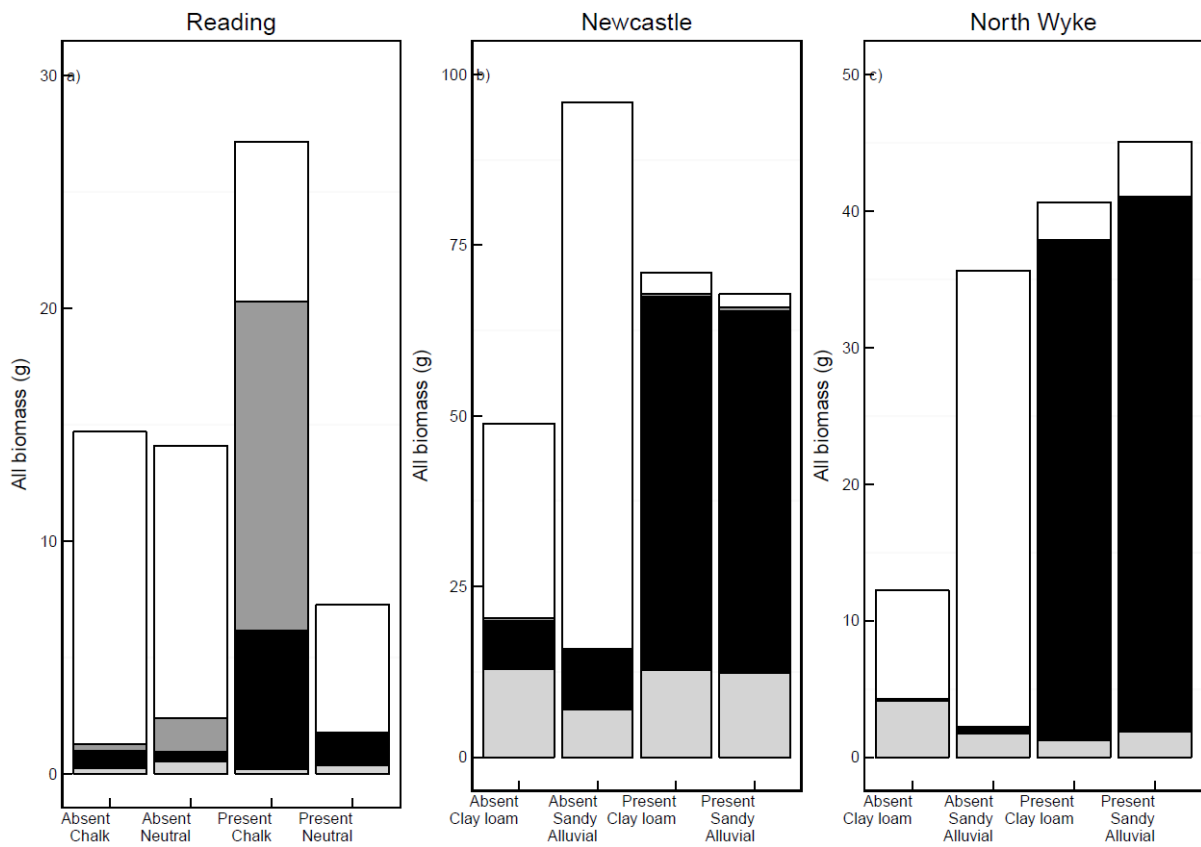 Reading
Newcastle
North Wyke
a)
30
20
10
0
All biomass (g)
Absent Chalk
Absent Neutral
Present Chalk
Present Neutral
b)
100
75
50
25
0
All biomass (g)
Absent Clay loam
Absent Sandy Alluvial
Present Clay loam
Present Sandy Alluvial
c)
50
40
30
20
10
0
All biomass (g)
Absent Clay loam
Absent Sandy Alluvial
Present Clay loam
Present Sandy Alluvial